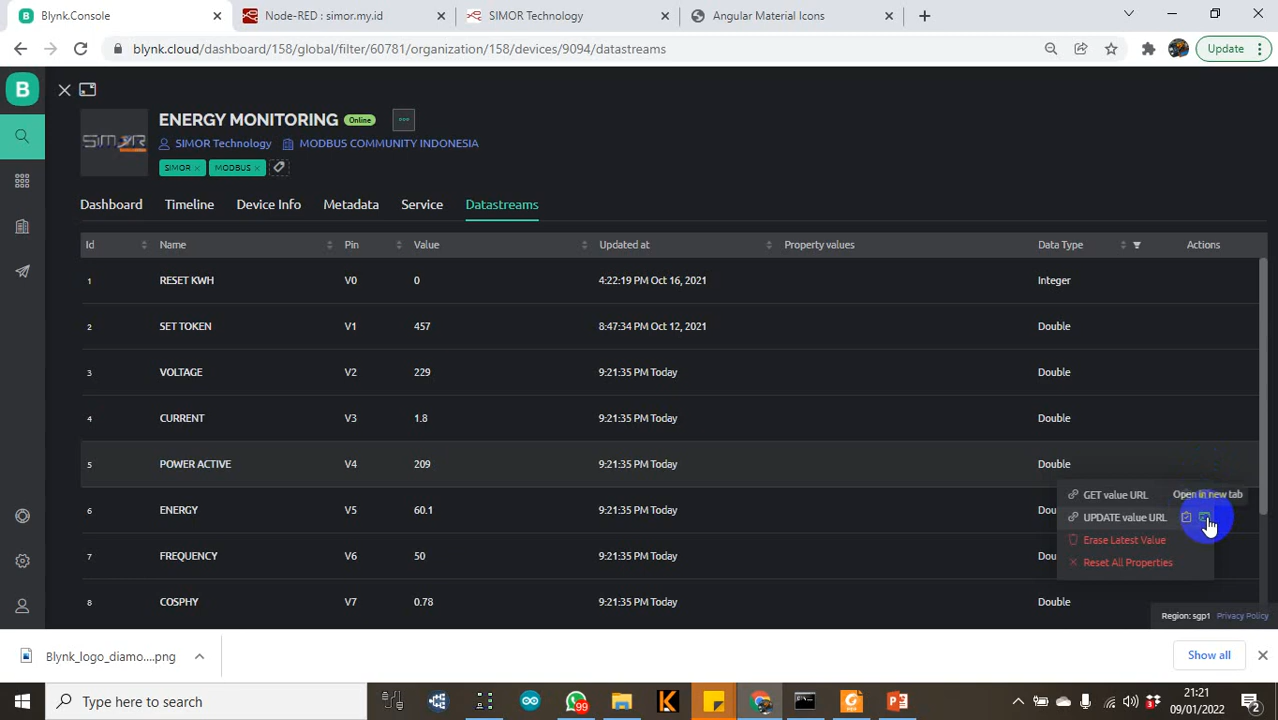 Blynk.Console
Node-RED : simor.my.id
SIMOR Technology
Angular Material Icons
blynk.cloud/dashboard/158/global/filter/60781/organization/158/devices/9094/datastreams
Update
B
SIMOR
ENERGY MONITORING Online
SIMOR Technology MODBUS COMMUNITY INDONESIA
SIMOR MODBUS
Dashboard Timeline Device Info Metadata Service Datastreams
Id Name Pin Value Updated at Property values Data Type Actions
1 RESET KWH V0 0 4:22:19 PM Oct 16, 2021 Integer
2 SET TOKEN V1 457 8:47:34 PM Oct 12, 2021 Double
3 VOLTAGE V2 229 9:21:35 PM Today Double
4 CURRENT V3 1.8 9:21:35 PM Today Double
5 POWER ACTIVE V4 209 9:21:35 PM Today Double
GET value URL Open in new tab
6 ENERGY V5 60.1 9:21:35 PM Today Dou
UPDATE value URL
Erase Latest Value
7 FREQUENCY V6 50 9:21:35 PM Today Dou
Reset All Properties
8 COSPHY V7 0.78 9:21:35 PM Today Double
Region: sgp1 Privacy Policy
Blynk_logo_diamo....png
Show all
Type here to search
99
21:21
09/01/2022
2